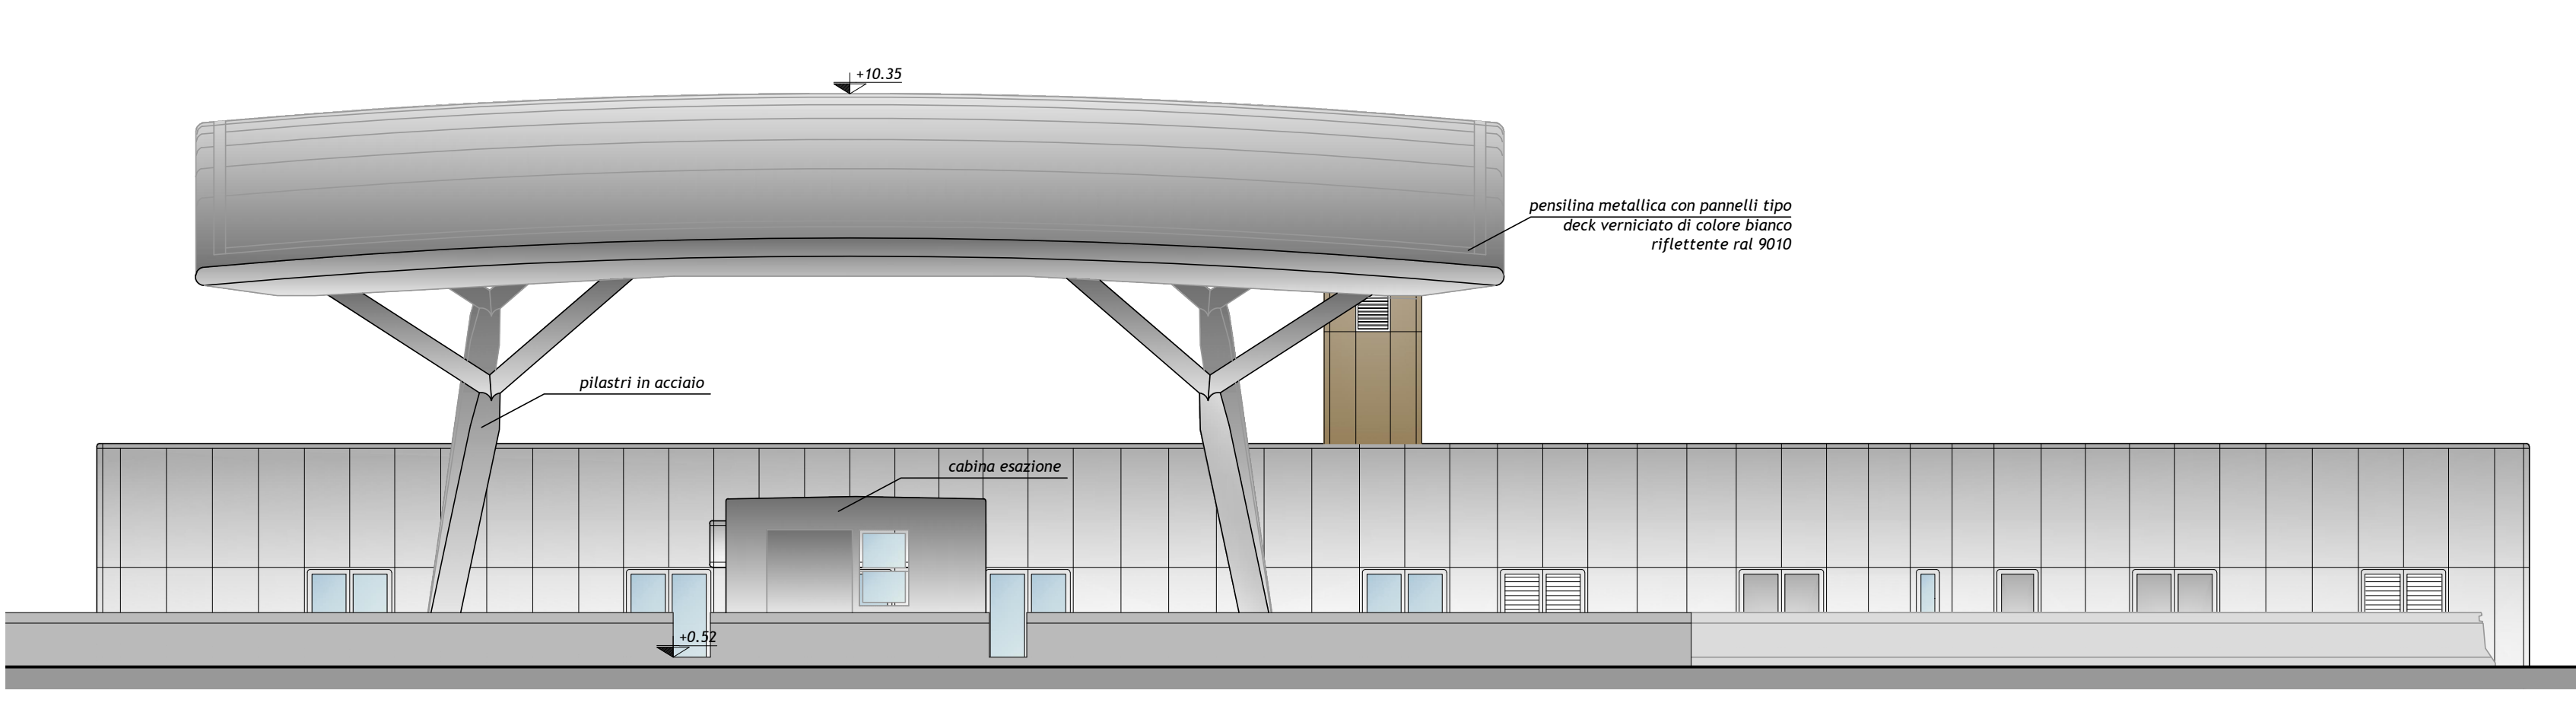 +10.35
pensilina metallica con pannelli tipo
deck verniciato di colore bianco
riflettente ral 9010
pilastri in acciaio
cabina esazione
+0.52